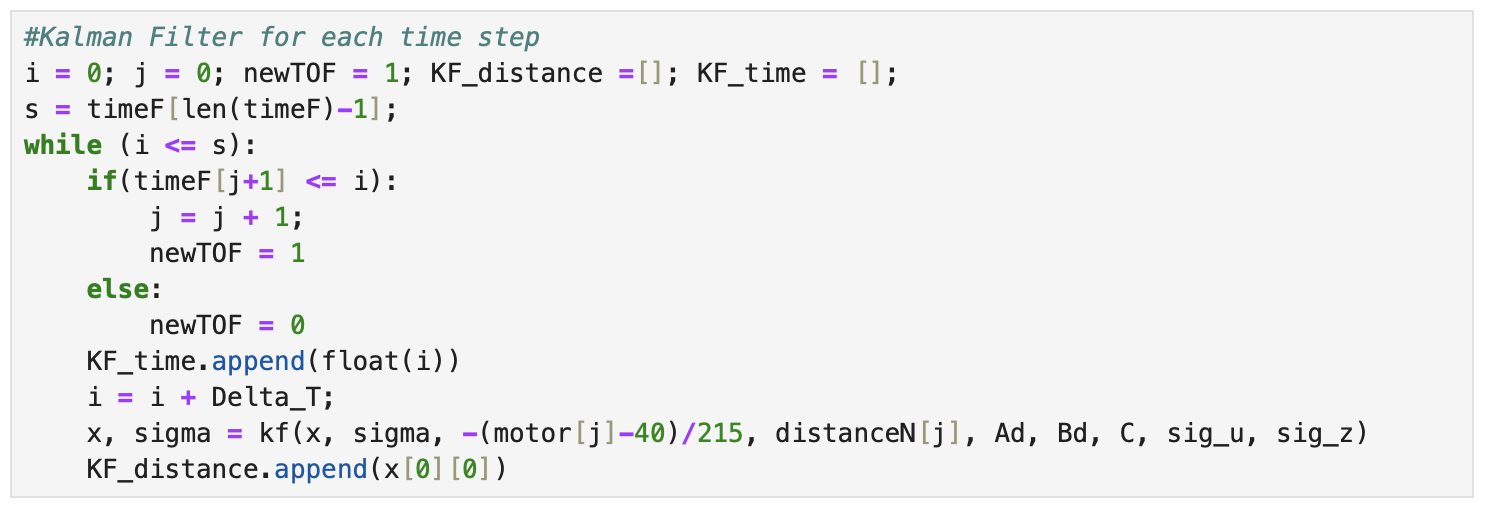 #Kalman Filter for each time step
i = 0; j = 0; newTOF = 1; KF_distance =[]; KF_time = [];
s = timeF[len(timeF)-1];
while (i <= s):
    if(timeF[j+1] <= i):
        j = j + 1;
        newTOF = 1
    else:
        newTOF = 0
    KF_time.append(float(i))
    i = i + Delta_T;
    x, sigma = kf(x, sigma, -(motor[j]-40)/215, distanceN[j], Ad, Bd, C, sig_u, sig_z)
    KF_distance.append(x[0][0])